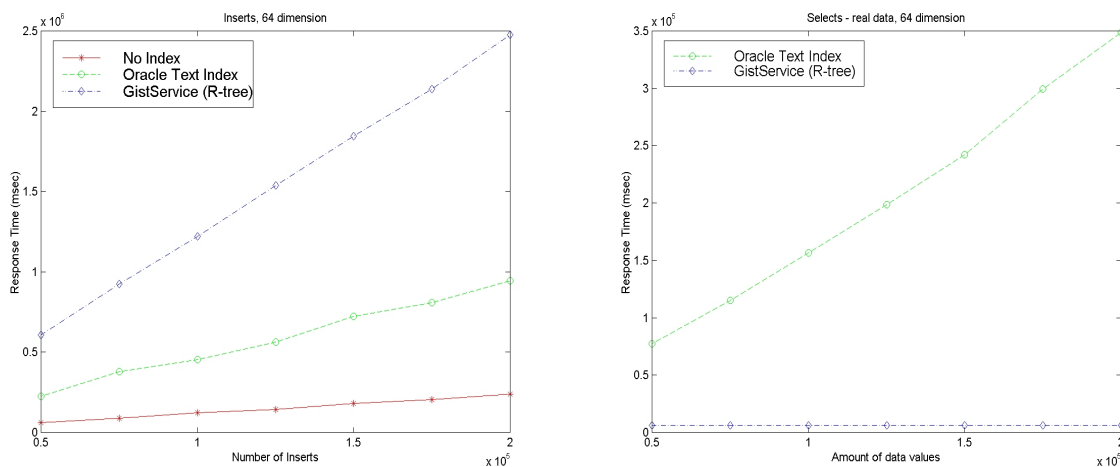 Inserts, 64 dimension
x 10^6
2.5
2
1.5
1
0.5
0
Response Time (msec)
No Index
Oracle Text Index
GistService (R-tree)
0.5 1 1.5 2
x 10^5
Number of Inserts
Selects - real data, 64 dimension
x 10^5
3.5
3
2.5
2
1.5
1
0.5
0
Response Time (msec)
Oracle Text Index
GistService (R-tree)
0.5 1 1.5 2
x 10^5
Amount of data values